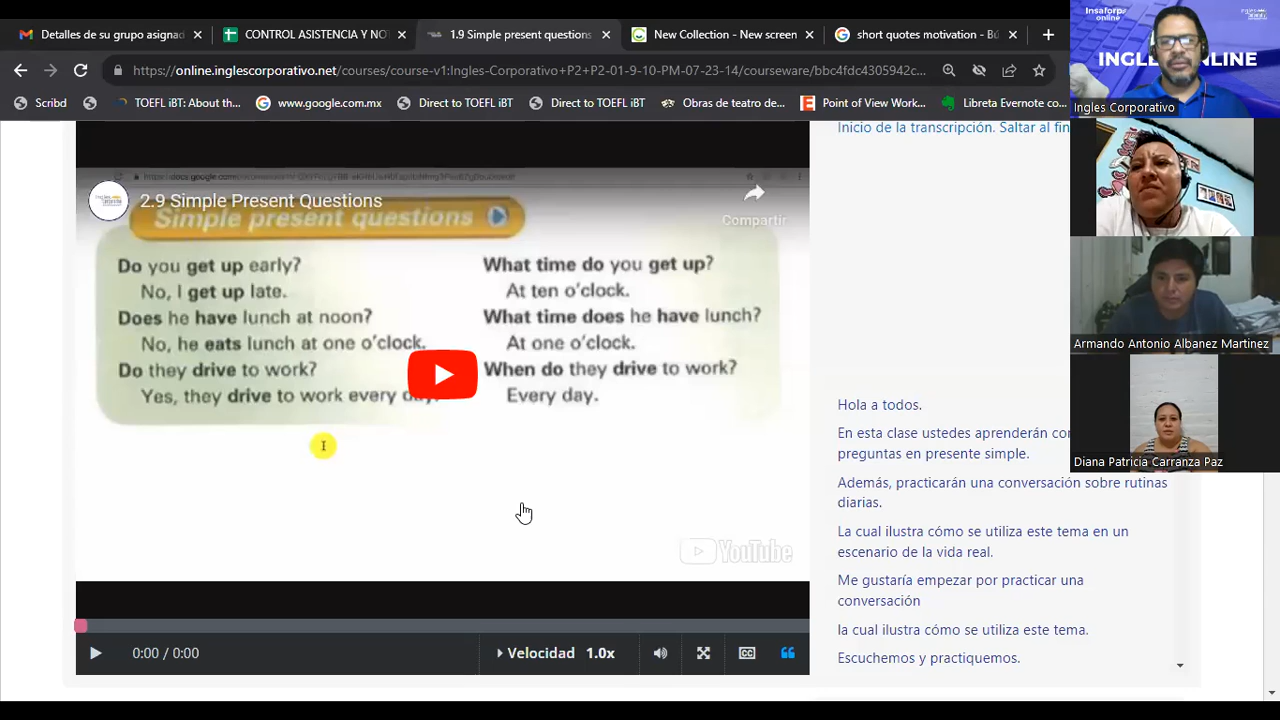 Detalles de su grupo asignad
CONTROL ASISTENCIA Y NO
1.9 Simple present questions
New Collection - New screen
short quotes motivation - Bú
https://online.inglescorporativo.net/courses/course-v1:Ingles-Corporativo+P2+P2-01-9-10-PM-07-23-14/courseware/bbc4fdc4305942c...
Scribd
TOEFL iBT: About the...
www.google.com.mx
Direct to TOEFL iBT
Direct to TOEFL iBT
Obras de teatro de...
Point of View Work...
Libreta Evernote co...
Insaforp
online
INGLE
NLINE
Ingles Corporativo
Armando Antonio Albanez Martinez
Diana Patricia Carranza Paz
2.9 Simple Present Questions
Compartir
Simple present questions
Do you get up early?
No, I get up late.
Does he have lunch at noon?
No, he eats lunch at one o'clock.
Do they drive to work?
Yes, they drive to work every day.
What time do you get up?
At ten o'clock.
What time does he have lunch?
At one o'clock.
When do they drive to work?
Every day.
YouTube
0:00 / 0:00
Velocidad 1.0x
CC
Inicio de la transcripción. Saltar al fin
Hola a todos.
En esta clase ustedes aprenderán co
preguntas en presente simple.
Además, practicarán una conversación sobre rutinas
diarias.
La cual ilustra cómo se utiliza este tema en un
escenario de la vida real.
Me gustaría empezar por practicar una
conversación
la cual ilustra cómo se utiliza este tema.
Escuchemos y practiquemos.